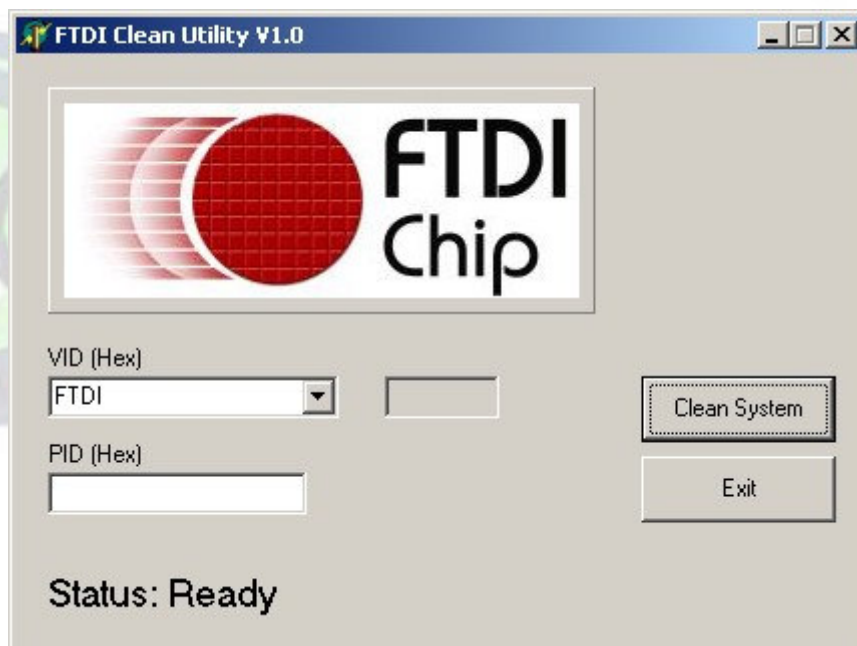 FTDI Clean Utility V1.0
FTDI
Chip
VID (Hex)
FTDI
Clean System
PID (Hex)
Exit
Status: Ready